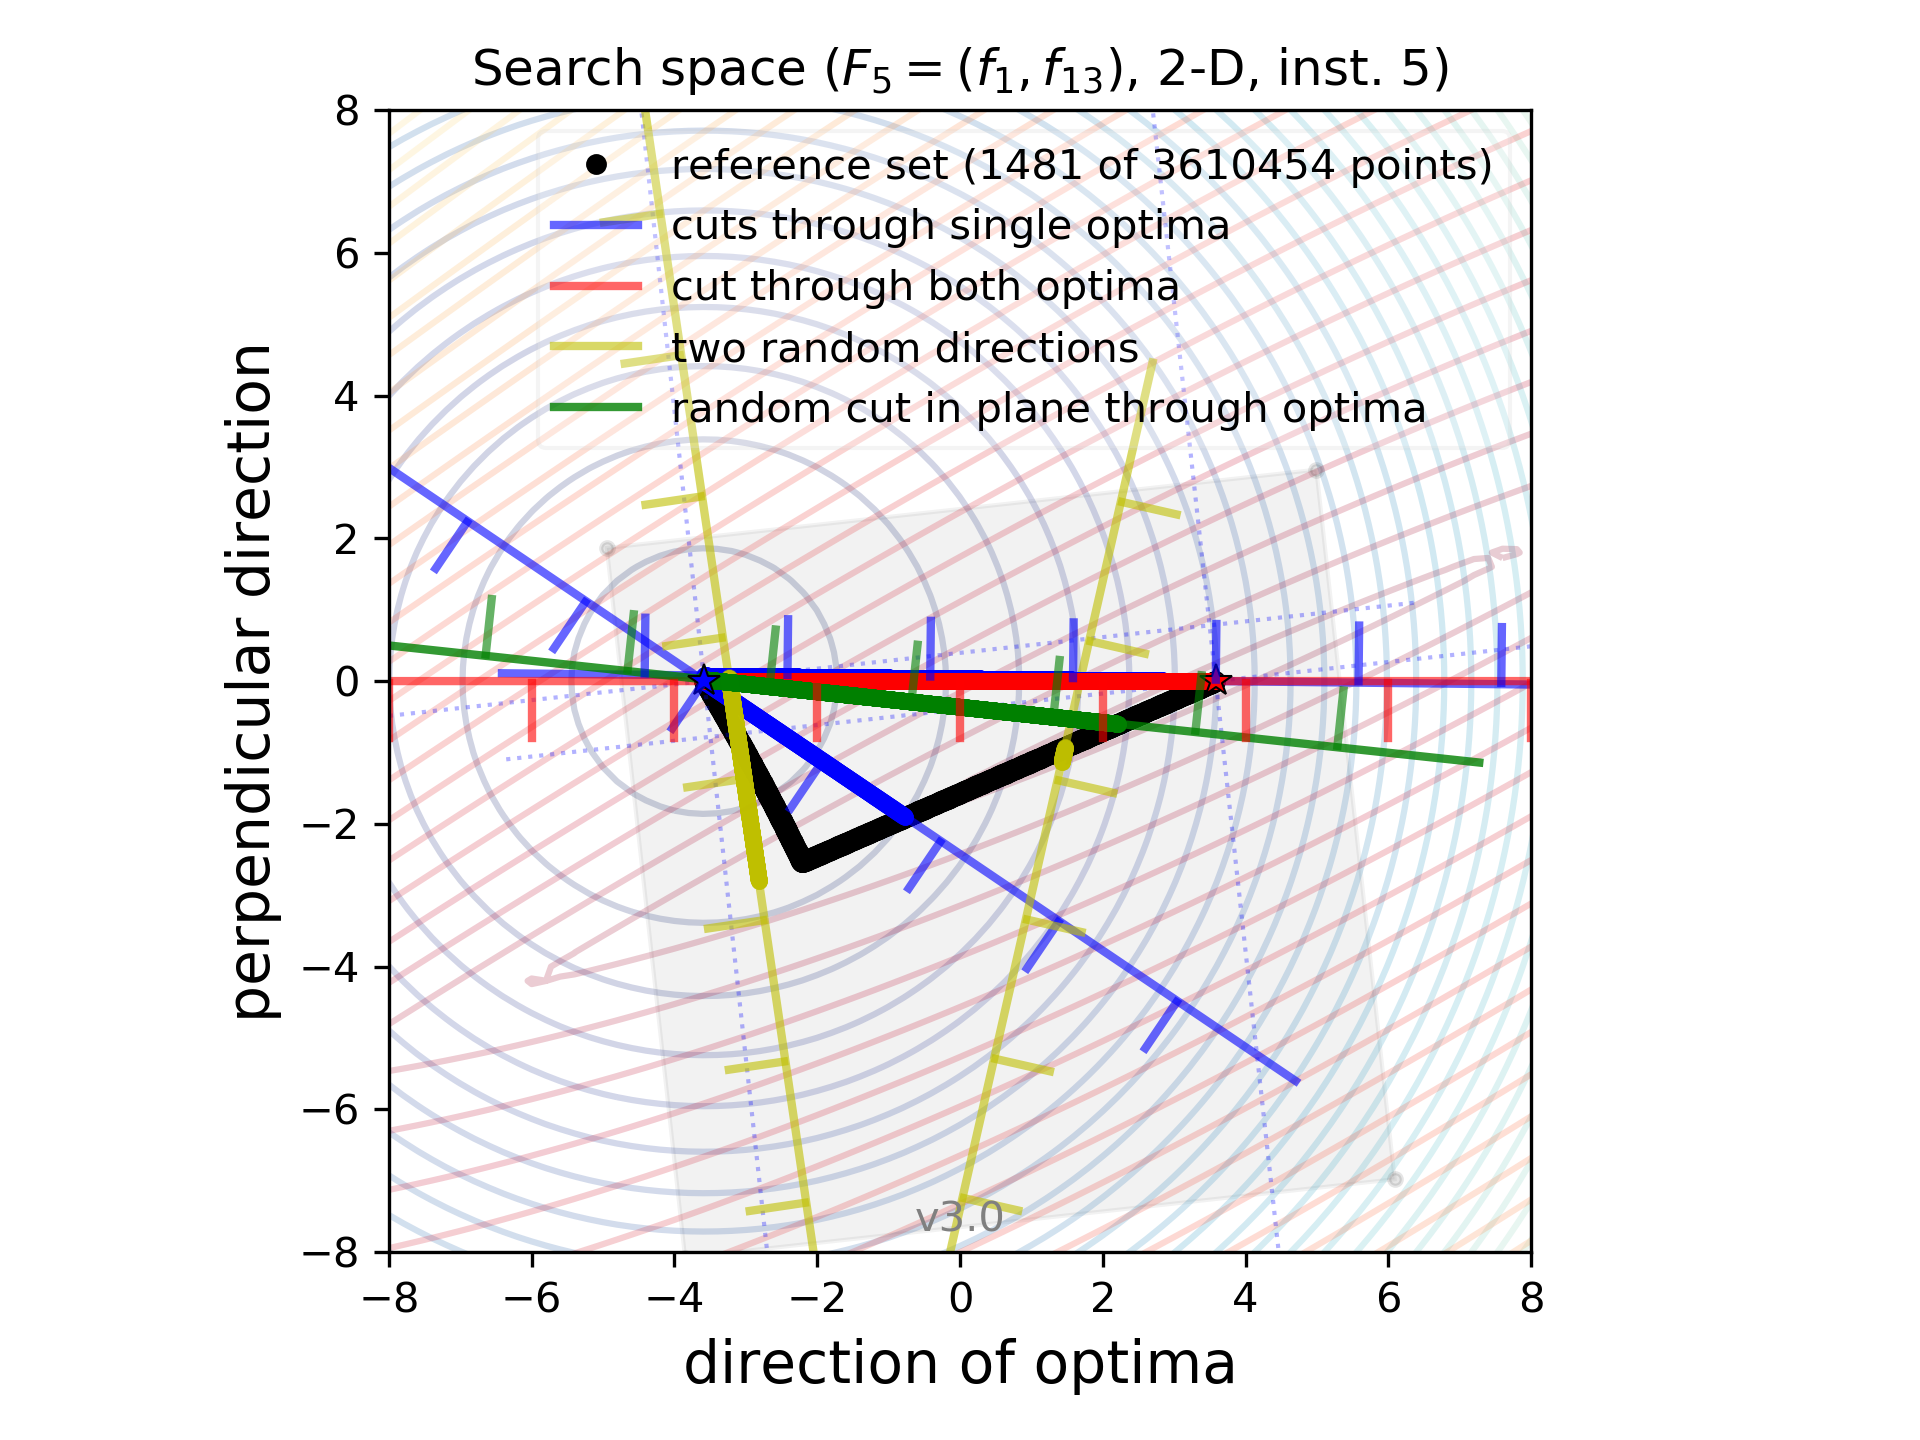 Search space (F5 = (f1, f13), 2-D, inst. 5)
8
reference set (1481 of 3610454 points)
cuts through single optima
6
cut through both optima
two random directions
4
random cut in plane through optima
2
0
−2
−4
−6
−8
perpendicular direction
v3.0
−8 −6 −4 −2 0 2 4 6 8
direction of optima